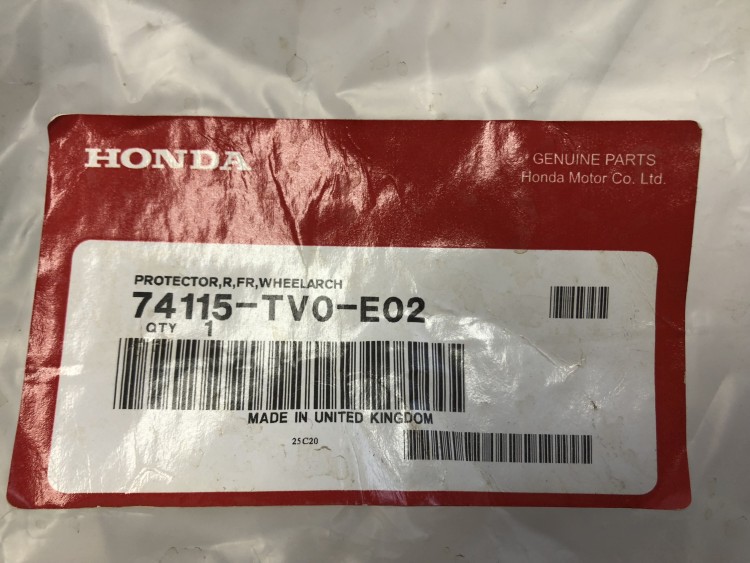 HONDA
GENUINE PARTS
Honda Motor Co. Ltd.
PROTECTOR,R,FR,WHEELARCH
74115-TV0-E02
QTY 1
MADE IN UNITED KINGDOM
25C20